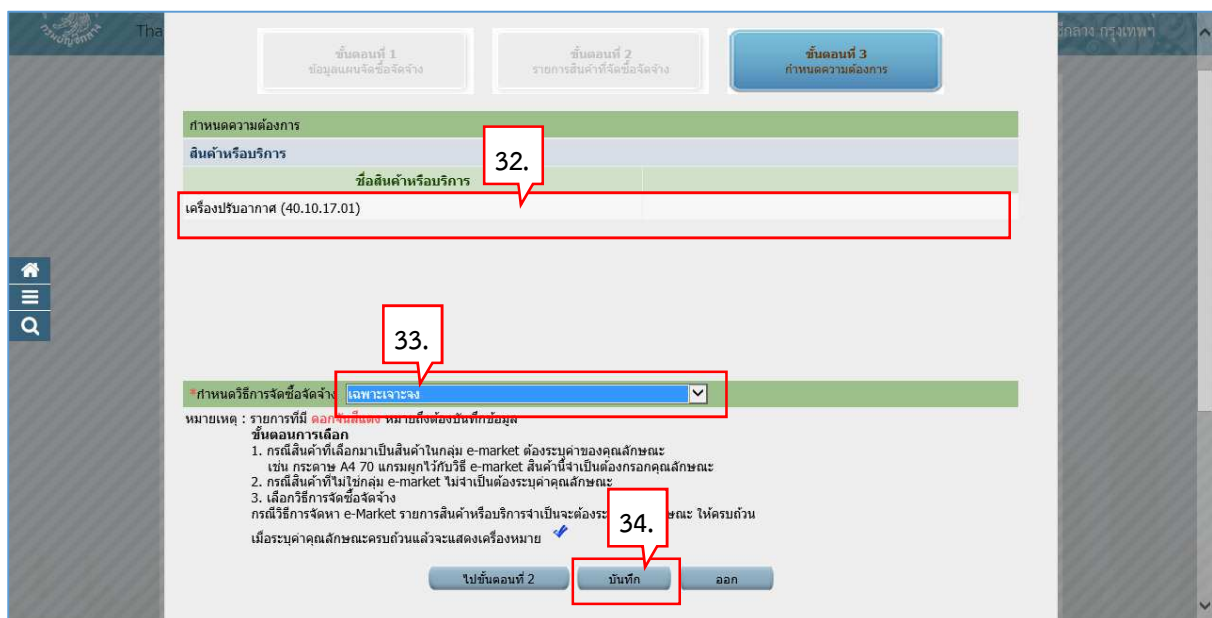 กรมบัญชีกลาง
Tha
ขั้นตอนที่ 1
ข้อมูลแผนจัดซื้อจัดจ้าง
ขั้นตอนที่ 2
รายการสินค้าที่จัดซื้อจัดจ้าง
ขั้นตอนที่ 3
กำหนดความต้องการ
กรุงเทพฯ
กำหนดความต้องการ
สินค้าหรือบริการ
32.
ชื่อสินค้าหรือบริการ
เครื่องปรับอากาศ (40.10.17.01)
33.
*กำหนดวิธีการจัดซื้อจัดจ้าง เฉพาะเจาะจง
หมายเหตุ : รายการที่มี ดอกจันสีแดง หมายถึงต้องบันทึกข้อมูล
ขั้นตอนการเลือก
1. กรณีสินค้าที่เลือกมาเป็นสินค้าในกลุ่ม e-market ต้องระบุค่าของคุณลักษณะ
เช่น กระดาษ A4 70 แกรมผูกไว้กับวิธี e-market สินค้านี้จำเป็นต้องกรอกคุณลักษณะ
2. กรณีสินค้าที่ไม่ใช่กลุ่ม e-market ไม่จำเป็นต้องระบุค่าคุณลักษณะ
3. เลือกวิธีการจัดซื้อจัดจ้าง
กรณีวิธีการจัดหา e-Market รายการสินค้าหรือบริการจำเป็นจะต้องระ ษณะ ให้ครบถ้วน
34.
เมื่อระบุค่าคุณลักษณะครบถ้วนแล้วจะแสดงเครื่องหมาย
ไปขั้นตอนที่ 2 บันทึก ออก